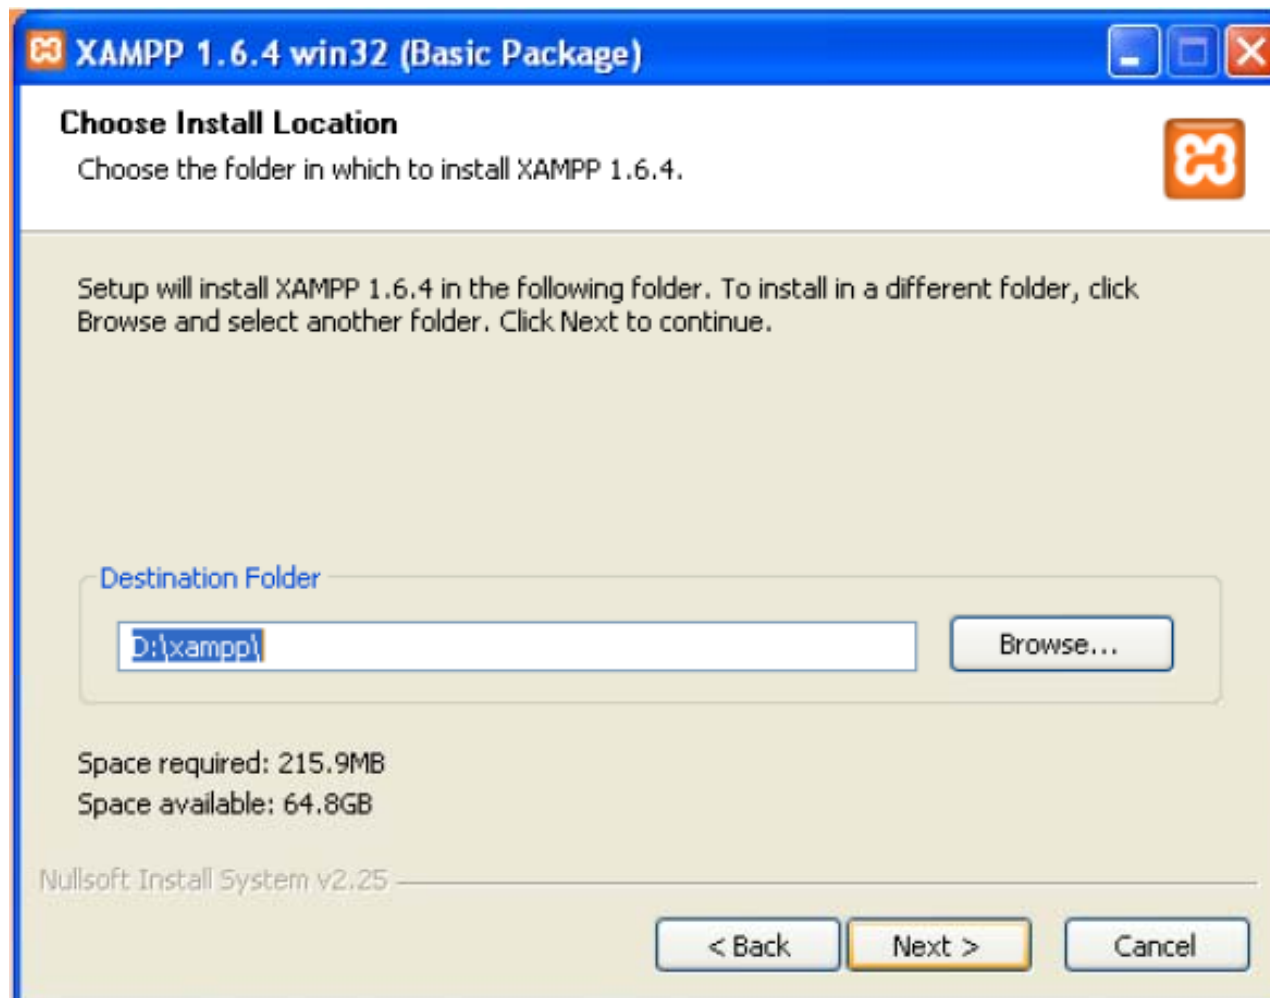 XAMPP 1.6.4 win32 (Basic Package)
Choose Install Location
Choose the folder in which to install XAMPP 1.6.4.
Setup will install XAMPP 1.6.4 in the following folder. To install in a different folder, click
Browse and select another folder. Click Next to continue.
Destination Folder
D:\xampp\
Browse...
Space required: 215.9MB
Space available: 64.8GB
Nullsoft Install System v2.25
< Back
Next >
Cancel